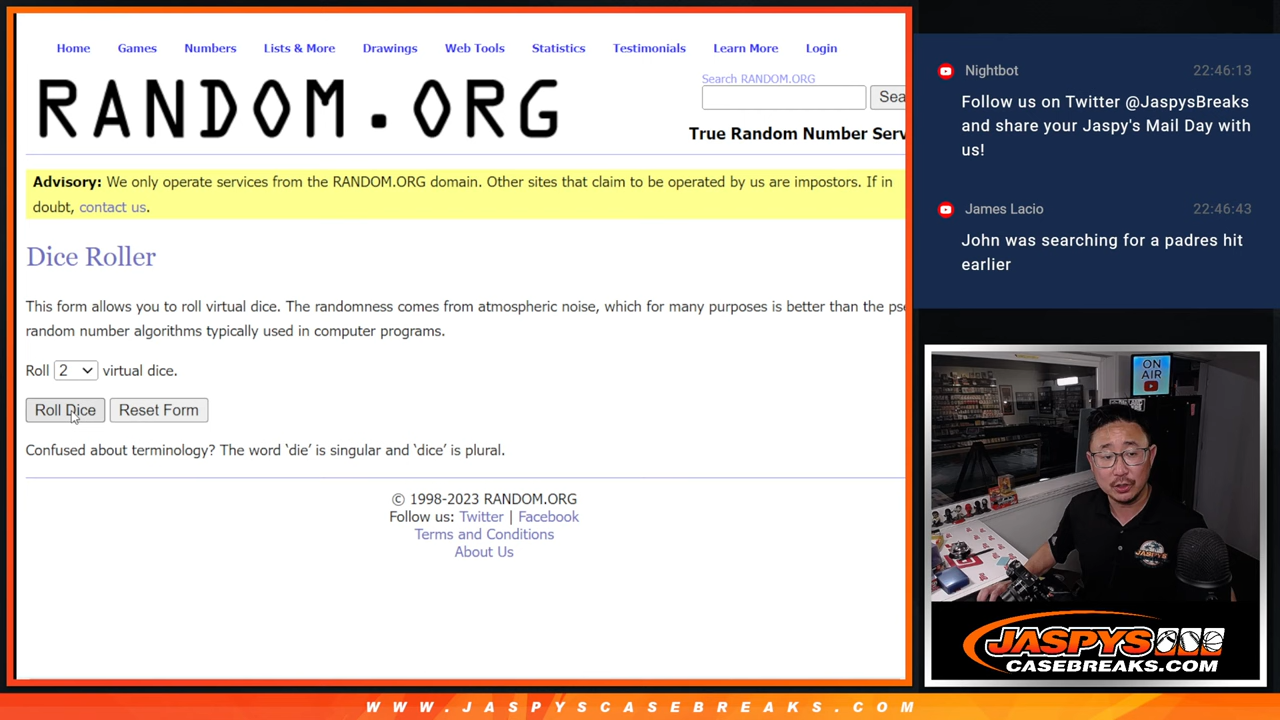 Home Games Numbers Lists & More Drawings Web Tools Statistics Testimonials Learn More Login
RANDOM.ORG
Search RANDOM.ORG
Sea
True Random Number Serv
Advisory: We only operate services from the RANDOM.ORG domain. Other sites that claim to be operated by us are impostors. If in
doubt, contact us.
Dice Roller
This form allows you to roll virtual dice. The randomness comes from atmospheric noise, which for many purposes is better than the pse
random number algorithms typically used in computer programs.
Roll 2 virtual dice.
Roll Dice Reset Form
Confused about terminology? The word ‘die’ is singular and ‘dice’ is plural.
© 1998-2023 RANDOM.ORG
Follow us: Twitter | Facebook
Terms and Conditions
About Us
Nightbot 22:46:13
Follow us on Twitter @JaspysBreaks
and share your Jaspy's Mail Day with
us!
James Lacio 22:46:43
John was searching for a padres hit
earlier
ON
AIR
JASPYS
JASPYS
CASEBREAKS.COM
WWW.JASPYSCASEBREAKS.COM